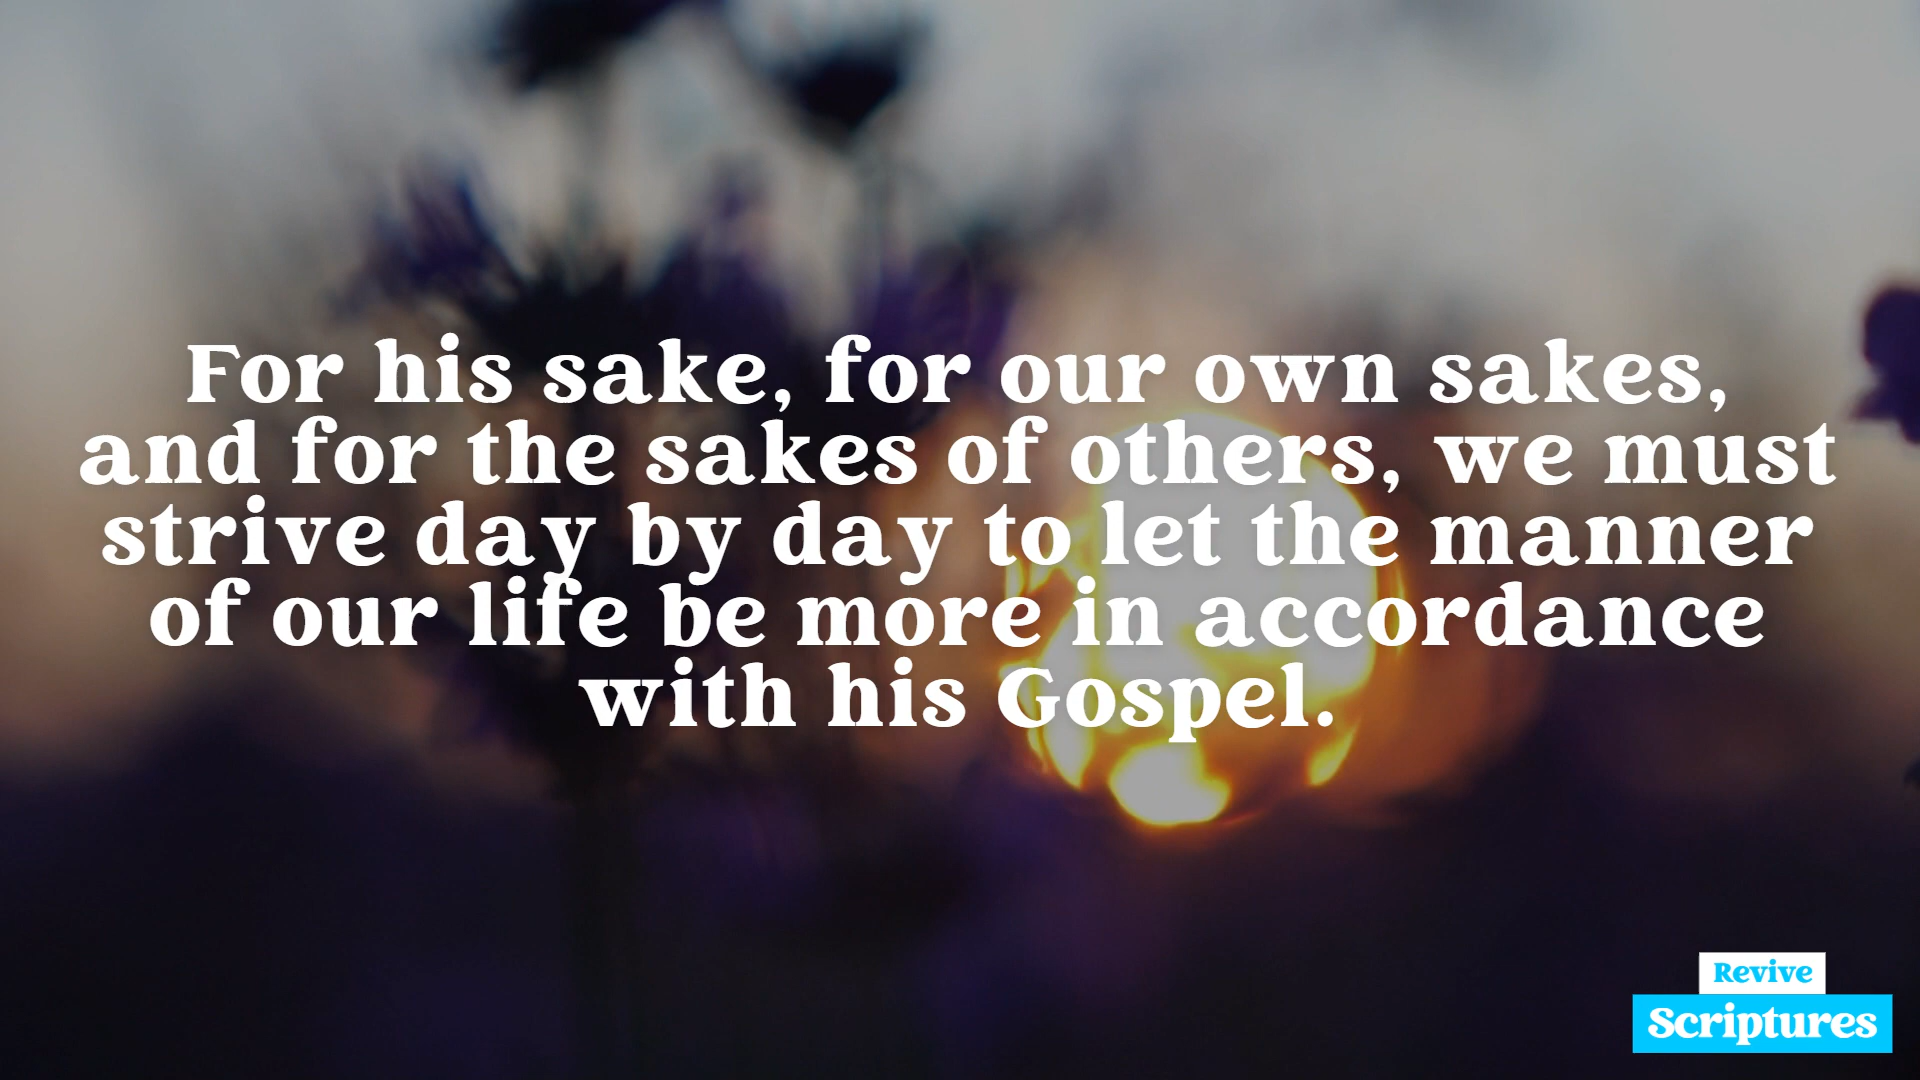 For his sake, for our own sakes,
and for the sakes of others, we must
strive day by day to let the manner
of our life be more in accordance
with his Gospel.
Revive
Scriptures